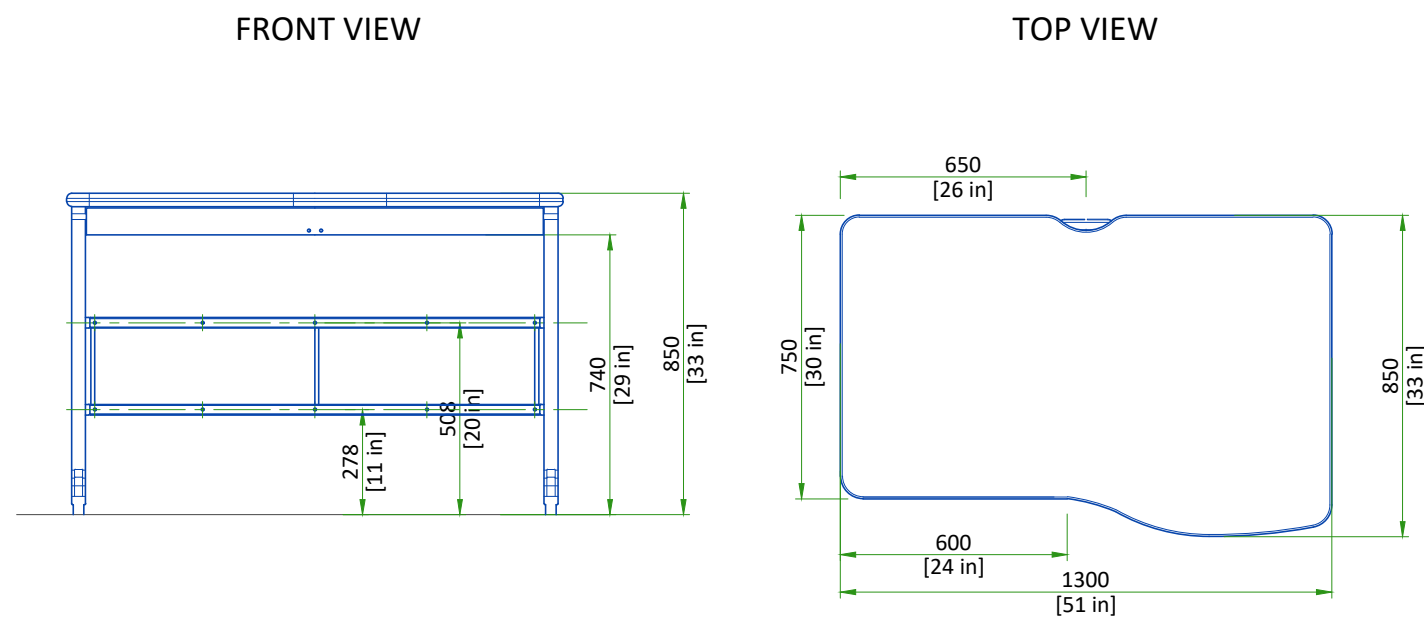 FRONT VIEW
TOP VIEW
850
[33 in]
740
[29 in]
508
[20 in]
278
[11 in]
650
[26 in]
750
[30 in]
850
[33 in]
600
[24 in]
1300
[51 in]